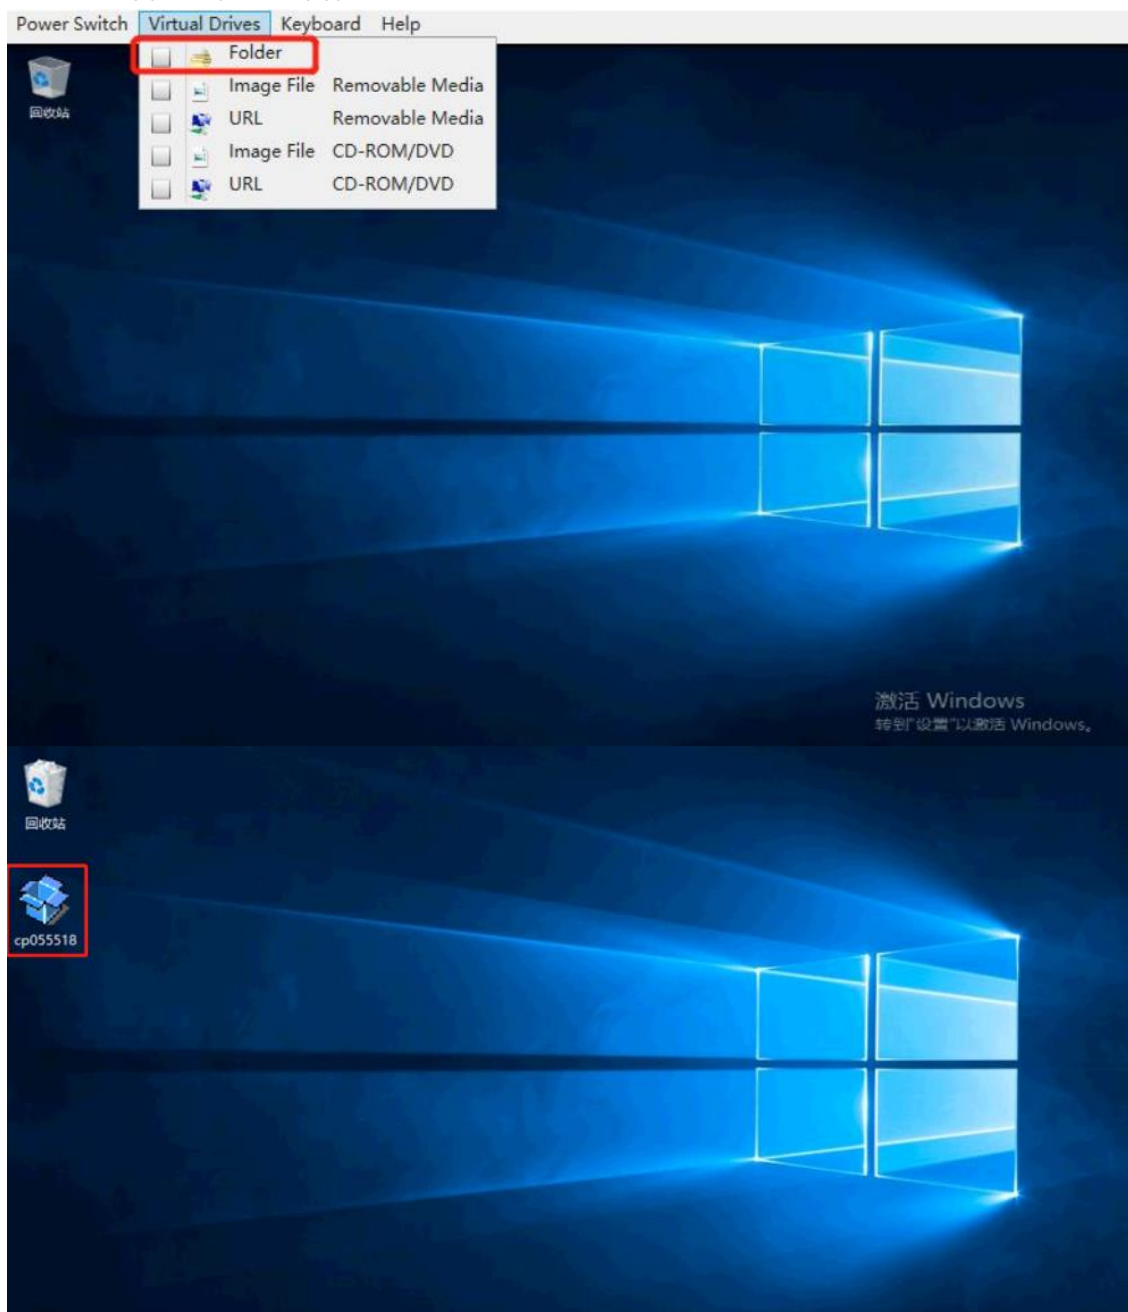 Power Switch Virtual Drives Keyboard Help
Folder
Image File Removable Media
URL Removable Media
Image File CD-ROM/DVD
URL CD-ROM/DVD
回收站
激活 Windows
转到"设置"以激活 Windows。
回收站
cp055518